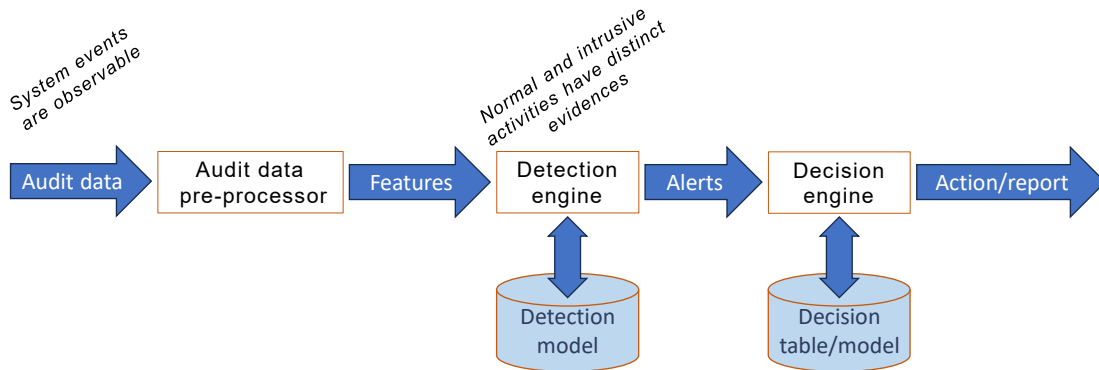 System events
are observable
Normal and intrusive
activities have distinct
evidences
Audit data
Audit data
pre-processor
Features
Detection
engine
Alerts
Decision
engine
Action/report
Detection
model
Decision
table/model